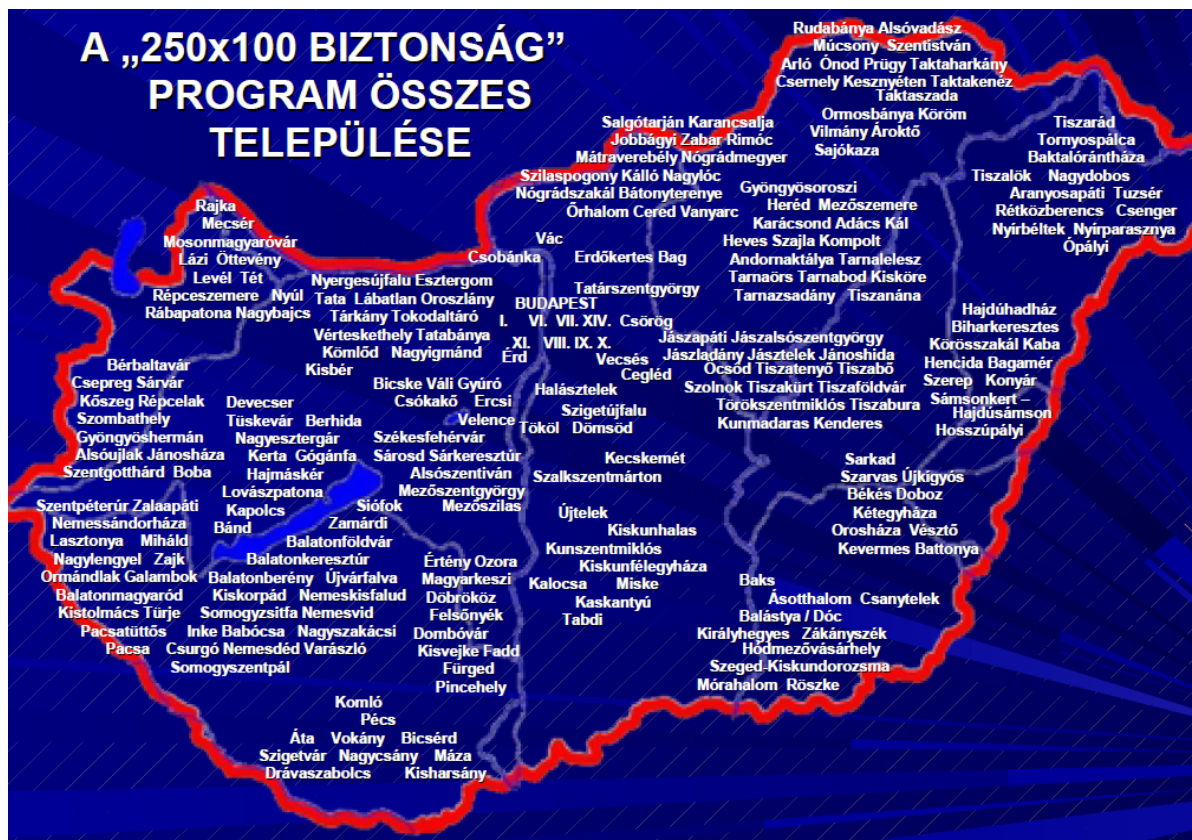 A „250x100 BIZTONSÁG”
PROGRAM ÖSSZES
TELEPÜLÉSE
Rudabánya Alsóvadász
Múcsony Szentistván
Arló Ónod Prügy Taktaharkány
Csernely Kesznyéten Taktakenéz
Taktaszada
Ormosbánya Köröm
Vilmány Ároktő
Sajókaza
Salgótarján Karancsalja
Jobbágyi Zabar Rimóc
Mátraverebély Nógrádmegyer
Szilaspogony Kálló Nagylóc
Nógrádszakál Bátonyterenye
Őrhalom Cered Vanyarc
Tiszarád
Tornyospálca
Baktalórántháza
Tiszalök Nagydobos
Aranyosapáti Tuzsér
Rétközberencs Csenger
Nyírbéltek Nyírparasznya
Ópályi
Gyöngyösoroszi
Heréd Mezőszemere
Karácsond Adács Kál
Heves Szajla Kompolt
Andornaktálya Tarnalelesz
Tarnaörs Tarnabod Kisköre
Tarnazsadány Tiszanána
Rajka
Mecsér
Mosonmagyaróvár
Lázi Öttevény
Levél Tét
Répceszemere Nyúl
Rábapatona Nagybajcs
Vác
Csobánka Erdőkertes Bag
Tatárszentgyörgy
BUDAPEST
I. VI. VII. XIV. Csörög
XI. VIII. IX. X.
Érd Vecsés
Cegléd
Nyergesújfalu Esztergom
Tata Lábatlan Oroszlány
Tárkány Tokodaltáró
Vérteskethely Tatabánya
Kömlőd Nagyigmánd
Kisbér
Hajdúhadház
Biharkeresztes
Körösszakál Kaba
Hencida Bagamér
Szerep Konyár
Sámsonkert –
Hajdúsámson
Hosszúpályi
Jászapáti Jászalsószentgyörgy
Jászladány Jásztelek Jánoshida
Öcsöd Tiszatenyő Tiszabő
Szolnok Tiszakürt Tiszaföldvár
Törökszentmiklós Tiszabura
Kunmadaras Kenderes
Bérbaltavár
Csepreg Sárvár
Kőszeg Répcelak
Szombathely
Gyöngyöshermán
Alsóujlak Jánosháza
Szentgotthárd Boba
Devecser
Tüskevár Berhida
Nagyesztergár
Kerta Gógánfa
Hajmáskér
Lovászpatona
Kapolcs
Bánd
Bicske Váli Gyúró
Csókakő Ercsi
Velence
Székesfehérvár
Sárosd Sárkeresztúr
Alsószentiván
Mezőszentgyörgy
Mezőszilas
Halásztelek
Szigetújfalu
Tököl Dömsöd
Kecskemét
Szalkszentmárton
Újtelek
Kiskunhalas
Kunszentmiklós
Kiskunfélegyháza
Kalocsa Miske
Kaskantyú
Tabdi
Sarkad
Szarvas Újkígyós
Békés Doboz
Kétegyháza
Orosháza Vésztő
Kevermes Battonya
Szentpéterúr Zalaapáti
Nemessándorháza
Lasztonya Miháld
Nagylengyel Zajk
Ormándlak Galambok
Balatonmagyaród
Kistolmács Türje
Pacsatüttős
Pacsa
Siófok
Zamárdi
Balatonföldvár
Balatonkeresztúr
Balatonberény Újvárfalva
Kiskorpád Nemeskisfalud
Somogyzsitfa Nemesvid
Inke Babócsa Nagyszakácsi
Csurgó Nemesdéd Varászló
Somogyszentpál
Értény Ozora
Magyarkeszi
Döbrököz
Felsőnyék
Dombóvár
Kisvejke Fadd
Fürged
Pincehely
Baks
Ásotthalom Csanytelek
Balástya / Dóc
Királyhegyes Zákányszék
Hódmezővásárhely
Szeged-Kiskundorozsma
Mórahalom Röszke
Komló
Pécs
Áta Vokány Bicsérd
Szigetvár Nagycsány Máza
Drávaszabolcs Kisharsány